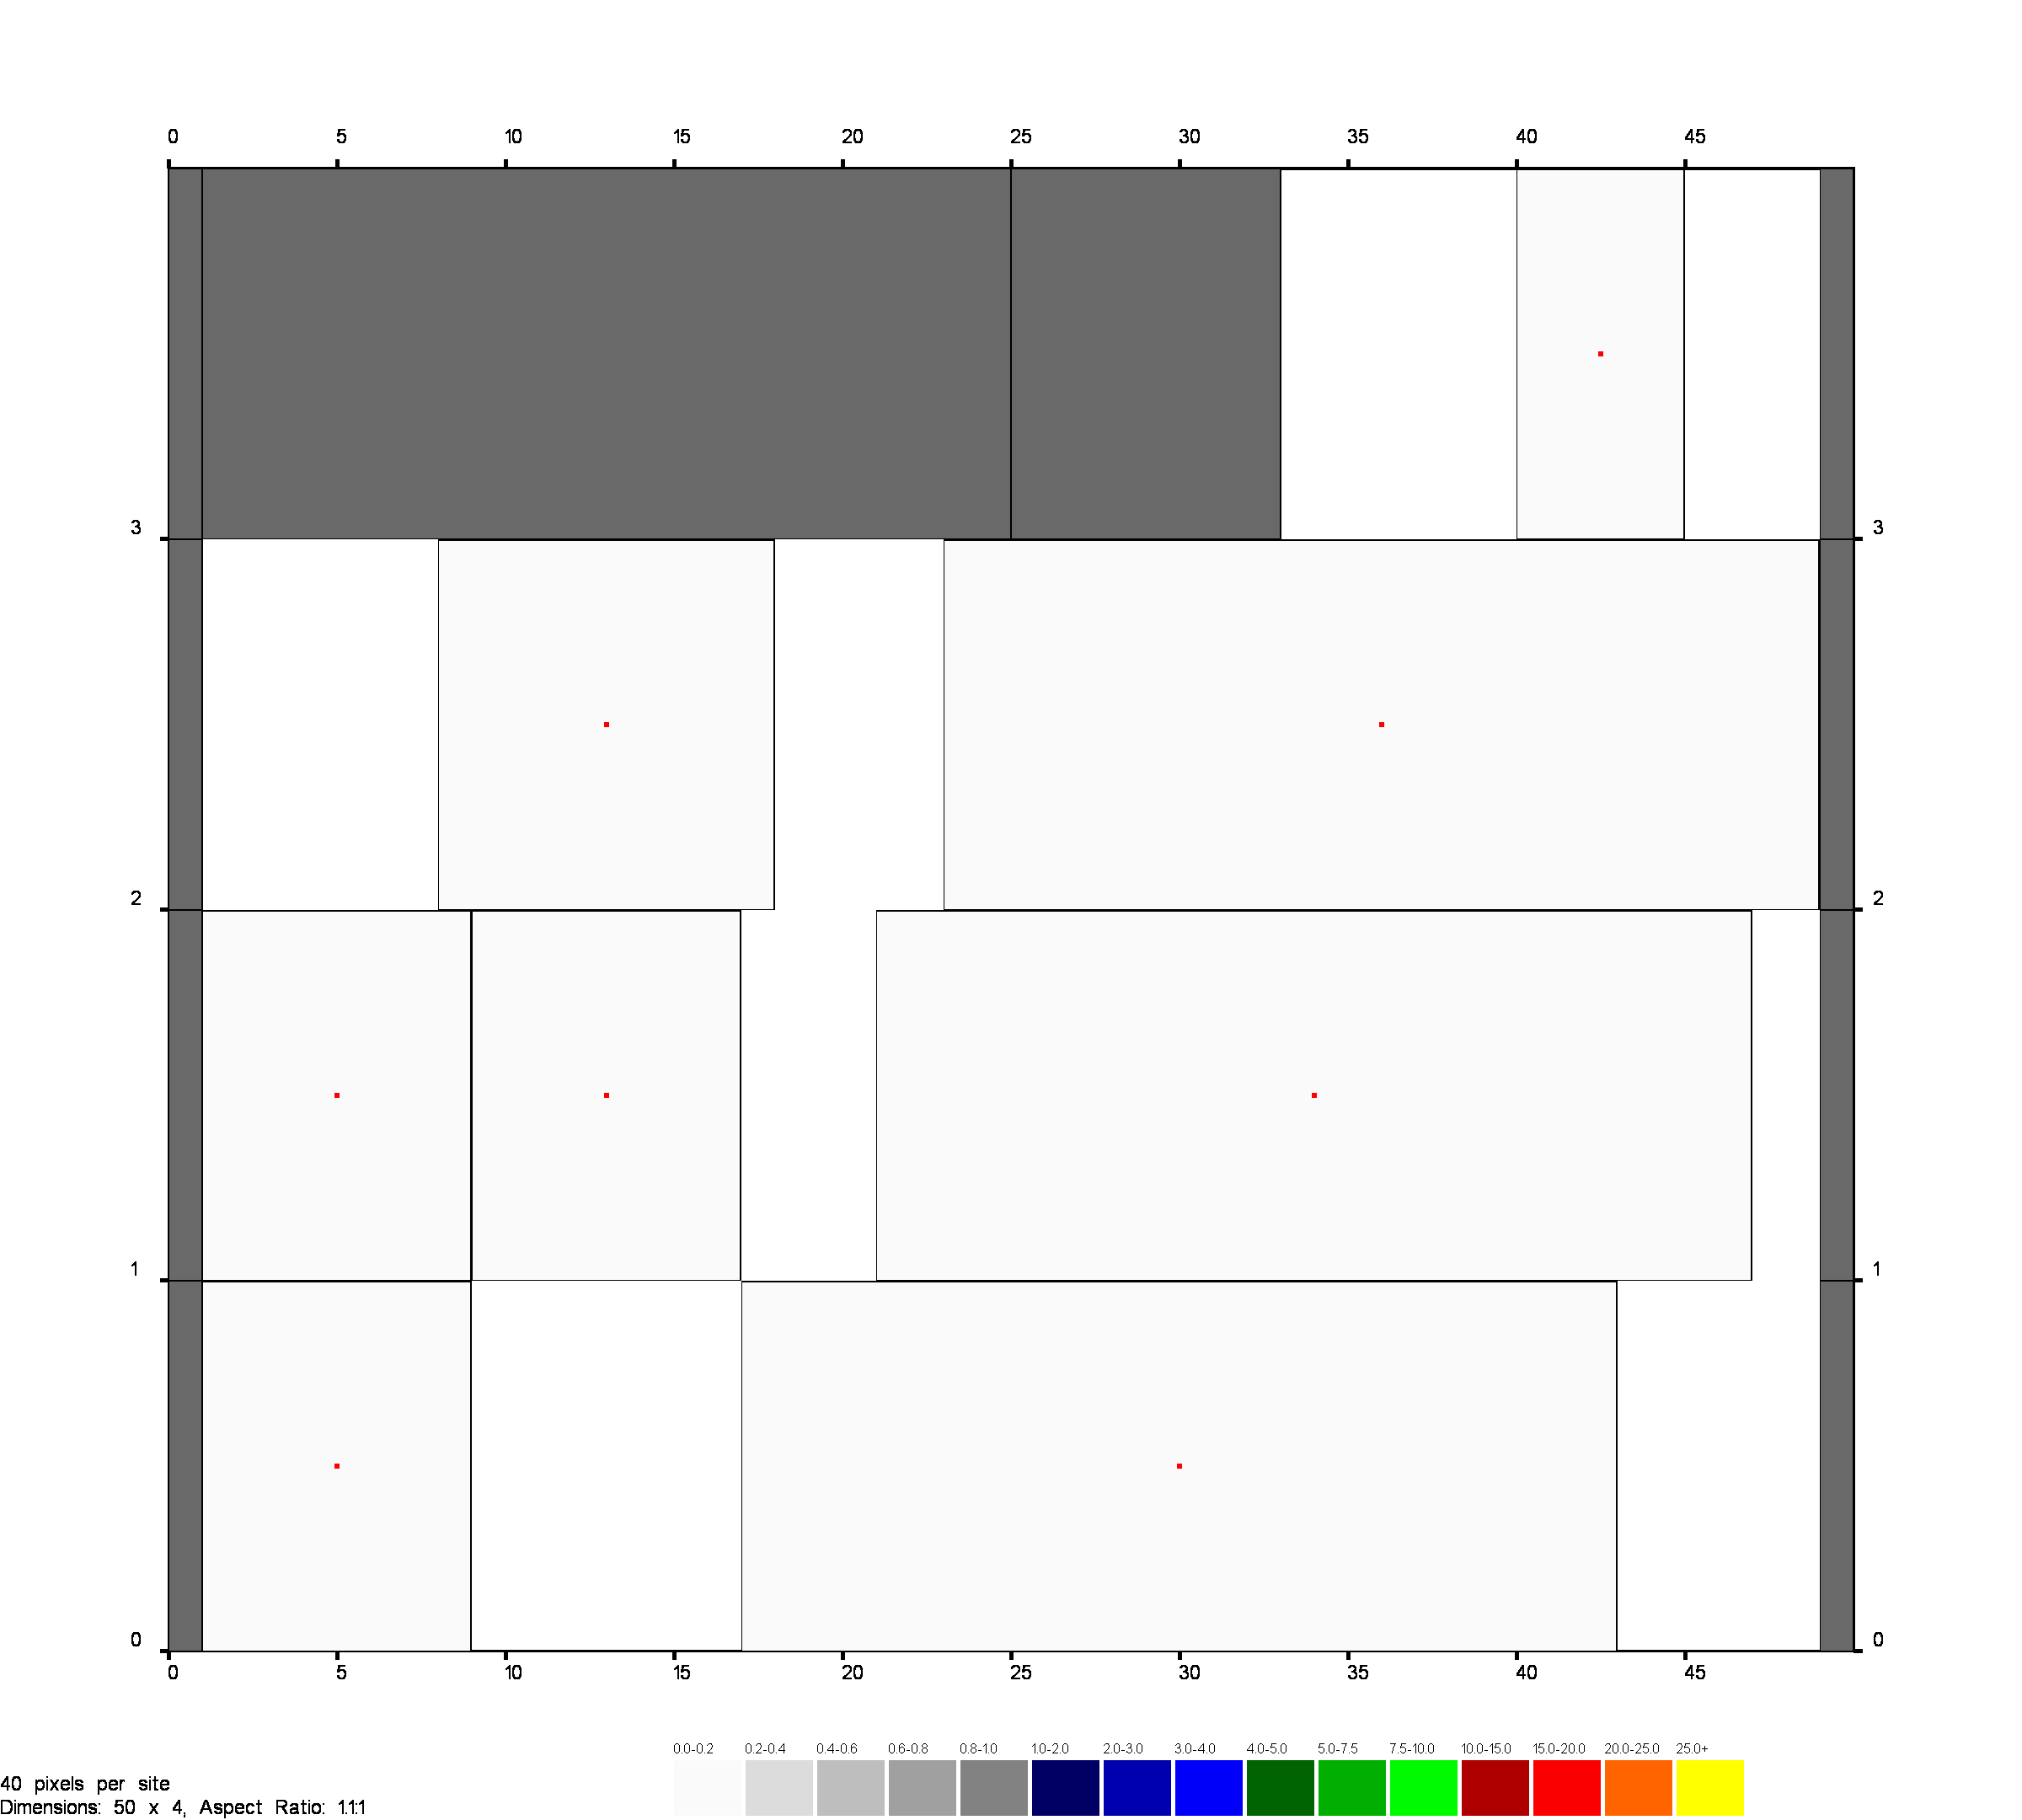 0 5 10 15 20 25 30 35 40 45
3 3
2 2
1 1
0 0
0 5 10 15 20 25 30 35 40 45
0.0-0.2 0.2-0.4 0.4-0.6 0.6-0.8 0.8-1.0 1.0-2.0 2.0-3.0 3.0-4.0 4.0-5.0 5.0-7.5 7.5-10.0 10.0-15.0 15.0-20.0 20.0-25.0 25.0+
40 pixels per site
Dimensions: 50 x 4, Aspect Ratio: 1.1:1